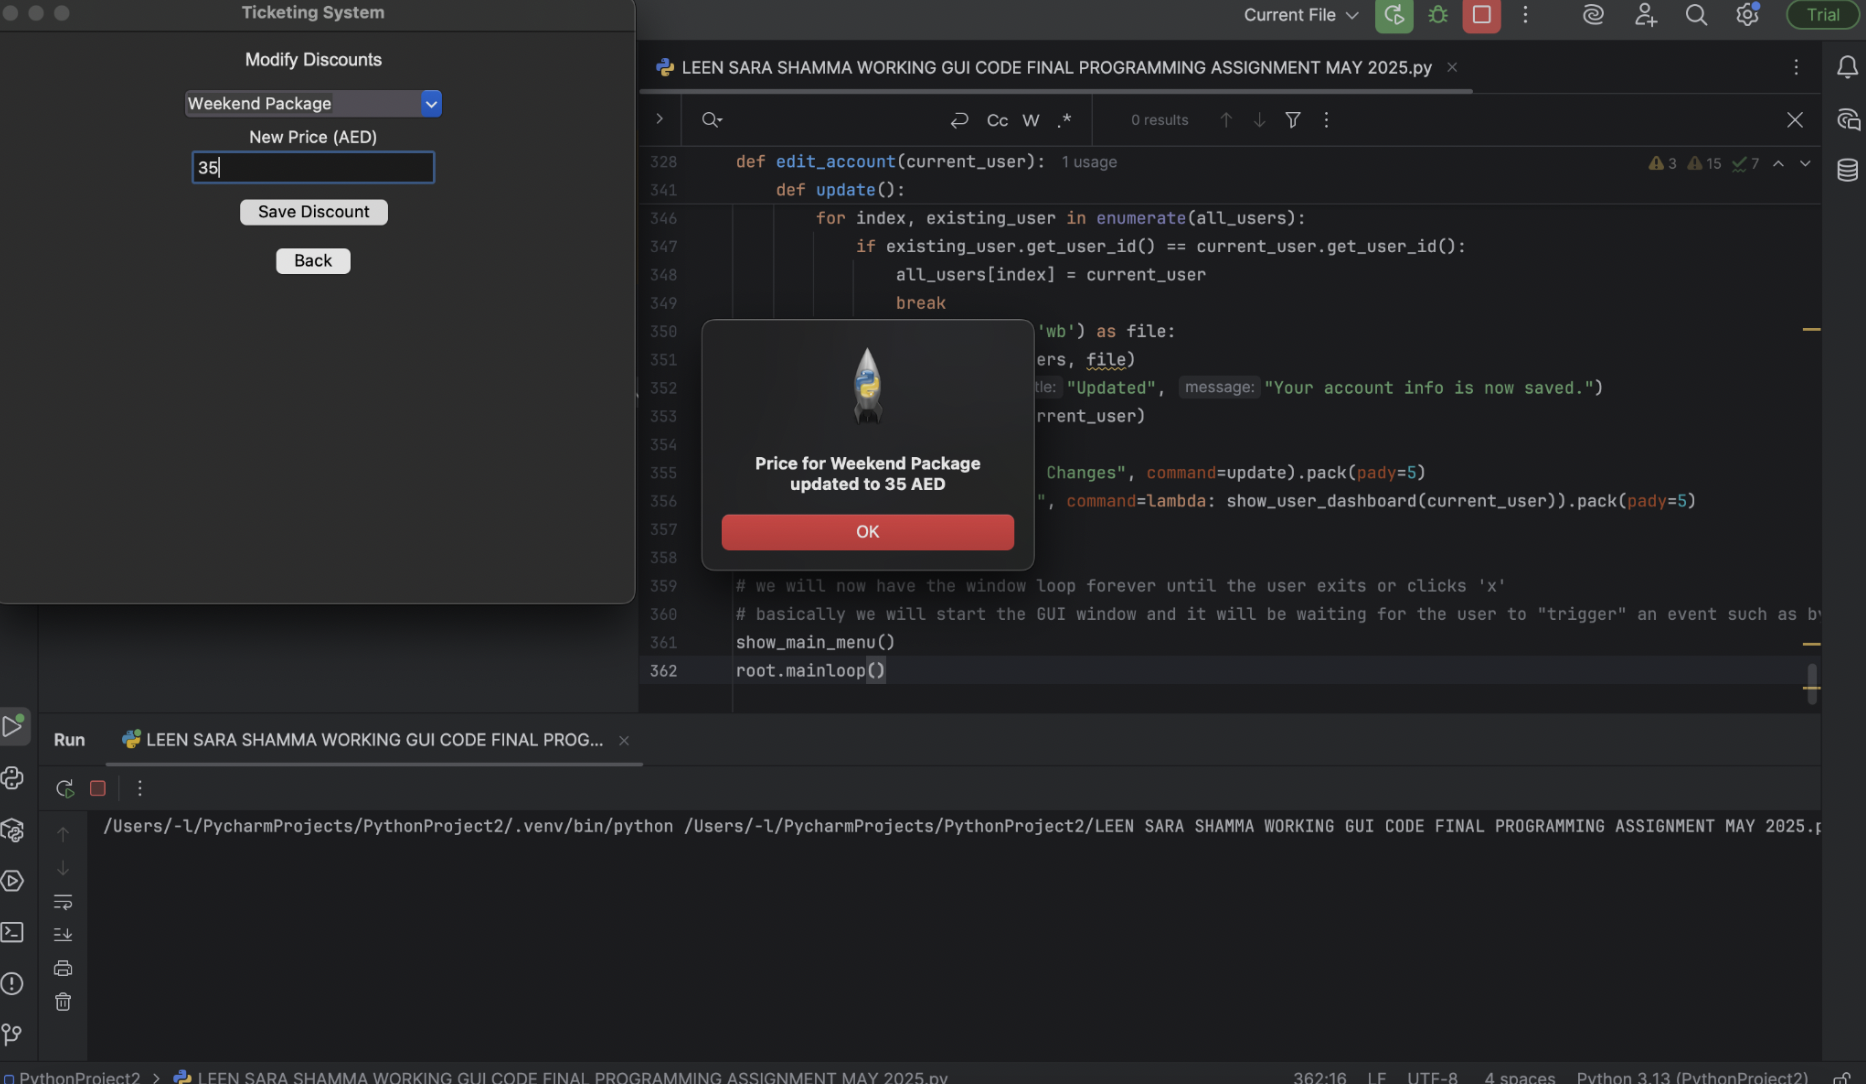 Ticketing System
Modify Discounts
Weekend Package
New Price (AED)
35
Save Discount
Back
Current File
Trial
LEEN SARA SHAMMA WORKING GUI CODE FINAL PROGRAMMING ASSIGNMENT MAY 2025.py
Cc W .* 0 results
328 def edit_account(current_user): 1 usage
3 15 7
341 def update():
346 for index, existing_user in enumerate(all_users):
347 if existing_user.get_user_id() == current_user.get_user_id():
348 all_users[index] = current_user
349 break
350 'wb') as file:
351 ers, file)
352 tle: "Updated", message: "Your account info is now saved.")
353 rrent_user)
354
355 Changes", command=update).pack(pady=5)
356 ", command=lambda: show_user_dashboard(current_user)).pack(pady=5)
357
358
359 # we will now have the window loop forever until the user exits or clicks 'x'
360 # basically we will start the GUI window and it will be waiting for the user to "trigger" an event such as by
361 show_main_menu()
362 root.mainloop()
Price for Weekend Package
updated to 35 AED
OK
Run LEEN SARA SHAMMA WORKING GUI CODE FINAL PROG...
/Users/-l/PycharmProjects/PythonProject2/.venv/bin/python /Users/-l/PycharmProjects/PythonProject2/LEEN SARA SHAMMA WORKING GUI CODE FINAL PROGRAMMING ASSIGNMENT MAY 2025.p
PythonProject2 > LEEN SARA SHAMMA WORKING GUI CODE FINAL PROGRAMMING ASSIGNMENT MAY 2025.py
362:16 LF UTF-8 4 spaces Python 3.13 (PythonProject2)